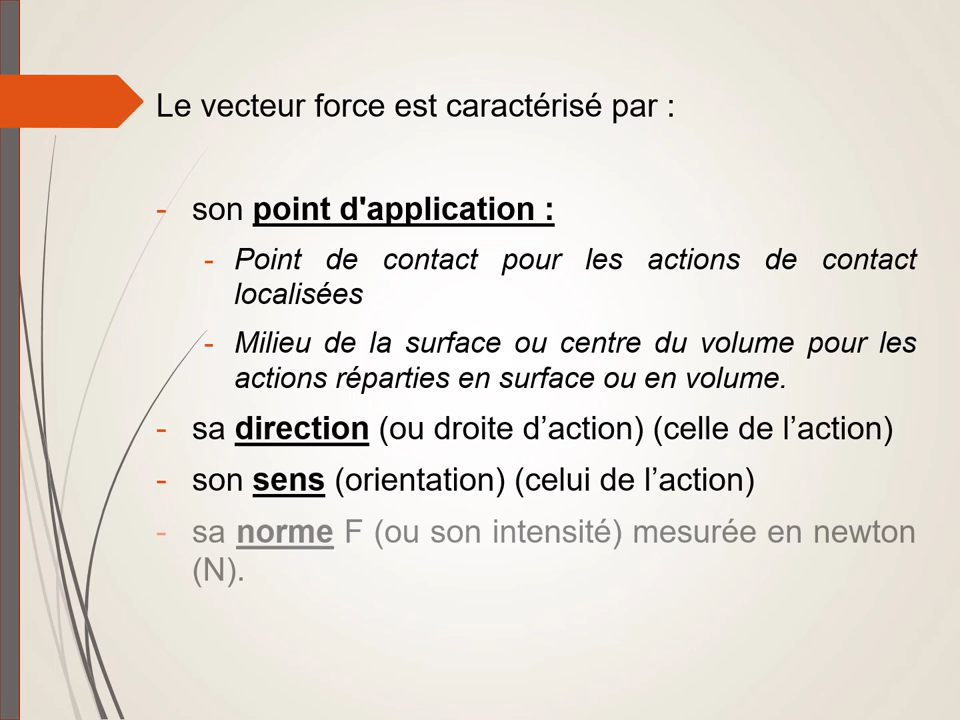 Le vecteur force est caractérisé par :
- son point d'application :
- Point de contact pour les actions de contact
localisées
- Milieu de la surface ou centre du volume pour les
actions réparties en surface ou en volume.
- sa direction (ou droite d’action) (celle de l’action)
- son sens (orientation) (celui de l’action)
- sa norme F (ou son intensité) mesurée en newton
(N).